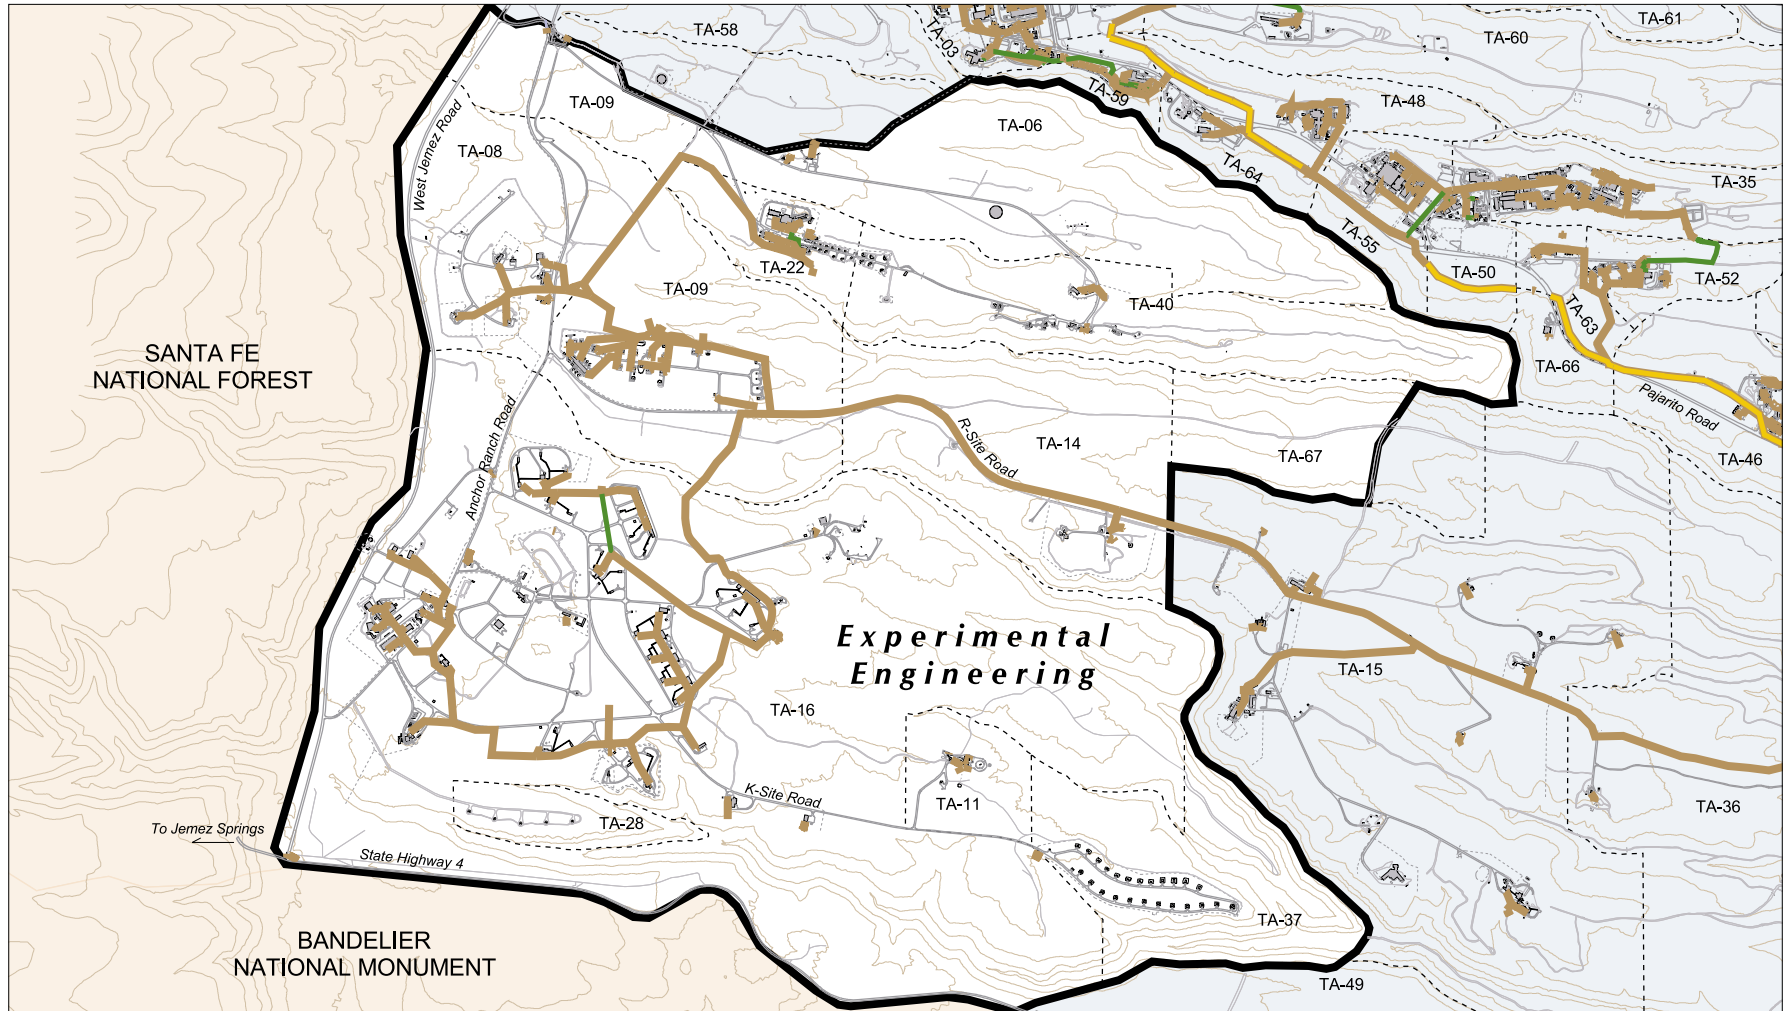 TA-58
TA-03
TA-60
TA-61
TA-09
TA-59
TA-48
TA-06
TA-08
West Jemez Road
TA-64
TA-35
TA-55
TA-22
TA-50
TA-52
TA-09
TA-40
TA-63
SANTA FE
NATIONAL FOREST
TA-66
Pajarito Road
Anchor Ranch Road
R-Site Road
TA-14
TA-67
TA-46
Experimental
Engineering
TA-15
TA-16
K-Site Road
TA-11
TA-36
TA-28
To Jemez Springs
State Highway 4
TA-37
BANDELIER
NATIONAL MONUMENT
TA-49